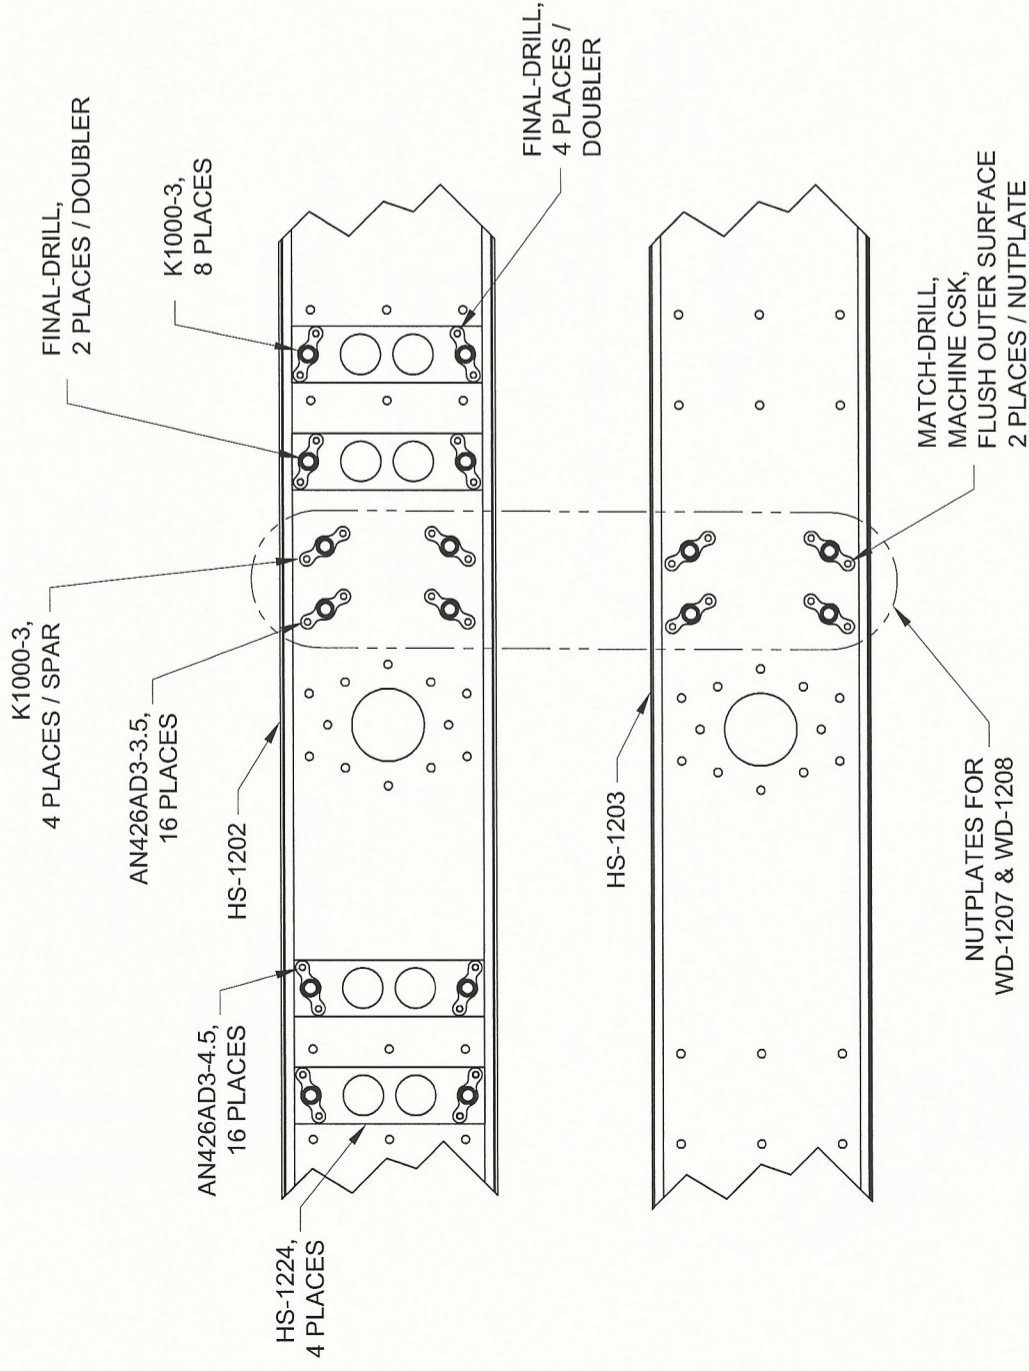 FINAL-DRILL,
2 PLACES / DOUBLER
K1000-3,
8 PLACES
FINAL-DRILL,
4 PLACES /
DOUBLER
K1000-3,
4 PLACES / SPAR
AN426AD3-3.5,
16 PLACES
HS-1202
AN426AD3-4.5,
16 PLACES
HS-1224,
4 PLACES
HS-1203
MATCH-DRILL,
MACHINE CSK,
FLUSH OUTER SURFACE
2 PLACES / NUTPLATE
NUTPLATES FOR
WD-1207 & WD-1208